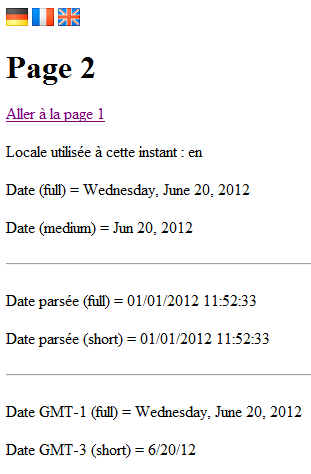 Page 2
Aller à la page 1
Locale utilisée à cette instant : en
Date (full) = Wednesday, June 20, 2012
Date (medium) = Jun 20, 2012
Date parsée (full) = 01/01/2012 11:52:33
Date parsée (short) = 01/01/2012 11:52:33
Date GMT-1 (full) = Wednesday, June 20, 2012
Date GMT-3 (short) = 6/20/12